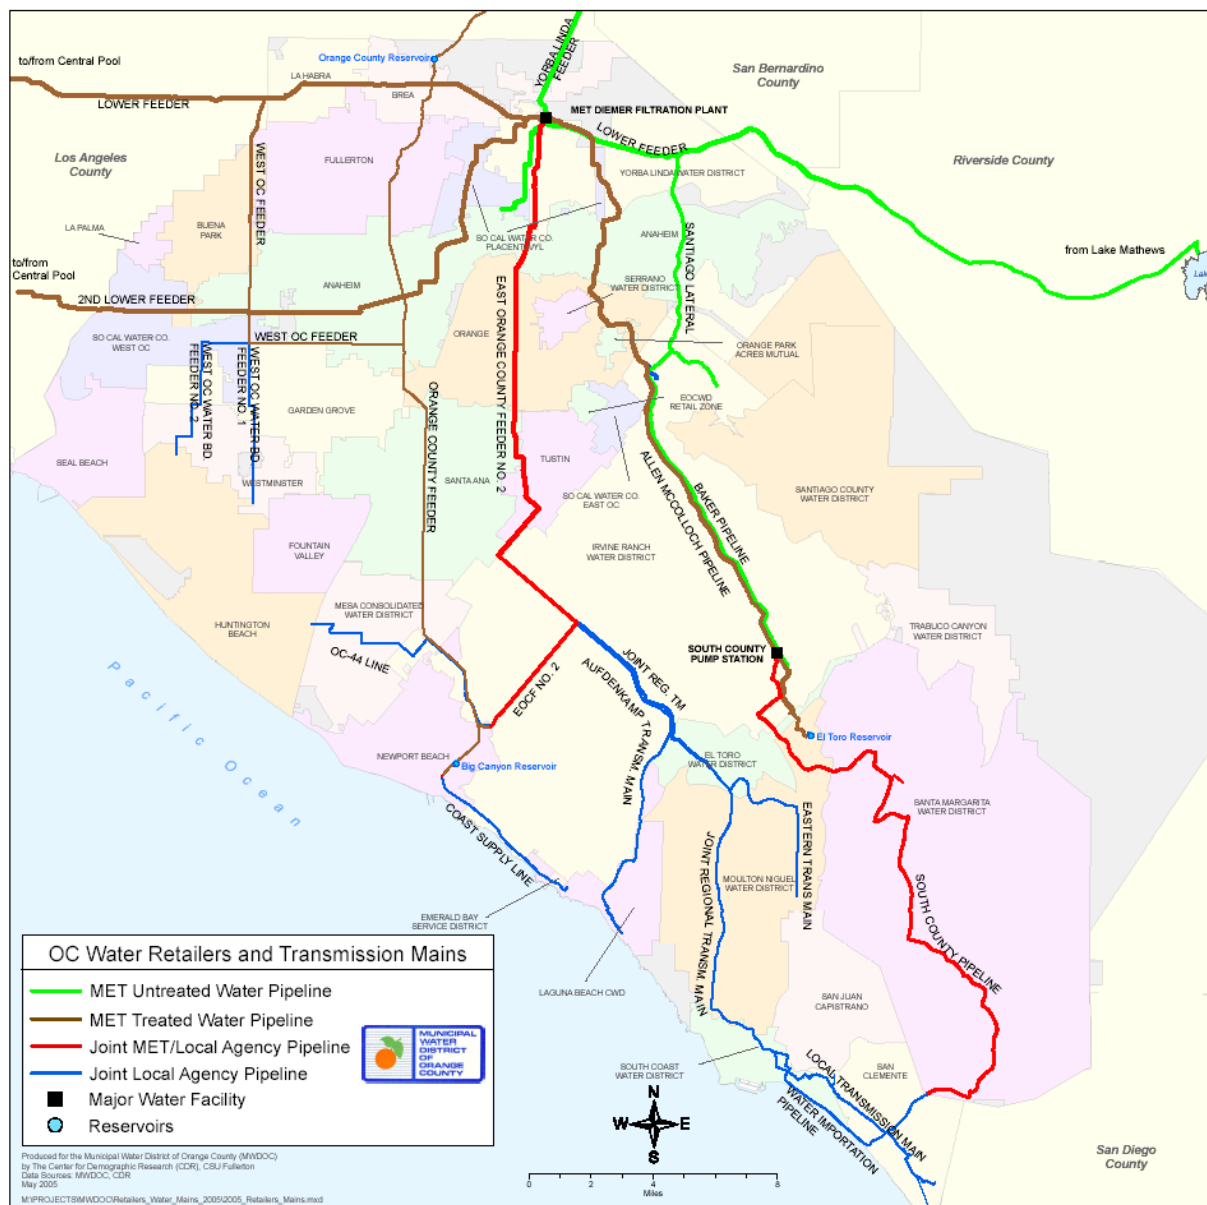 to/from Central Pool
Orange County Reservoir
YORBA LINDA
FEEDER
San Bernardino
County
LA HABRA
BREA
LOWER FEEDER
MET DIEMER FILTRATION PLANT
LOWER FEEDER
Los Angeles
County
WEST OC FEEDER
FULLERTON
YORBA LINDA WATER DISTRICT
Riverside County
LA PALMA
BUENA
PARK
SO CAL WATER CO.
PLACENT/YL
ANAHEIM
SANTIAGO LATERAL
from Lake Mathews
to/from
Central Pool
ANAHEIM
SERRANO
WATER DISTRICT
2ND LOWER FEEDER
EAST ORANGE COUNTY FEEDER NO. 2
SO CAL WATER CO.
WEST OC
WEST OC FEEDER
ORANGE
ORANGE PARK
ACRES MUTUAL
WEST OC WATER BD.
FEEDER NO. 2
WEST OC WATER BD.
FEEDER NO. 1
GARDEN GROVE
ORANGE COUNTY FEEDER
EOCWD
RETAIL ZONE
SEAL BEACH
WESTMINSTER
SANTA ANA
TUSTIN
SO CAL WATER CO.
EAST OC
ALLEN MCCOLLOCH PIPELINE
BAKER PIPELINE
SANTIAGO COUNTY
WATER DISTRICT
FOUNTAIN
VALLEY
IRVINE RANCH
WATER DISTRICT
HUNTINGTON
BEACH
MESA CONSOLIDATED
WATER DISTRICT
OC-44 LINE
TRABUCO CANYON
WATER DISTRICT
SOUTH COUNTY
PUMP STATION
JOINT REG. TM
AUFDENKAMP TRANSM. MAIN
EOCF NO. 2
Pacific Ocean
El Toro Reservoir
NEWPORT BEACH
Big Canyon Reservoir
EL TORO
WATER DISTRICT
COAST SUPPLY LINE
SANTA MARGARITA
WATER DISTRICT
EASTERN TRANS MAIN
JOINT REGIONAL TRANSM. MAIN
MOULTON NIGUEL
WATER DISTRICT
SOUTH COUNTY PIPELINE
EMERALD BAY
SERVICE DISTRICT
LAGUNA BEACH CWD
SAN JUAN
CAPISTRANO
SOUTH COAST
WATER DISTRICT
LOCAL TRANSMISSION MAIN
SAN
CLEMENTE
WATER IMPORTATION
PIPELINE
San Diego
County
OC Water Retailers and Transmission Mains
MET Untreated Water Pipeline
MET Treated Water Pipeline
Joint MET/Local Agency Pipeline
Joint Local Agency Pipeline
Major Water Facility
Reservoirs
MUNICIPAL
WATER
DISTRICT
OF
ORANGE
COUNTY
N
W E
S
0 2 4 8
Miles
Produced for the Municipal Water District of Orange County (MWDOC)
by The Center for Demographic Research (CDR), CSU Fullerton
Data Sources: MWDOC, CDR
May 2005
M:\PROJECTS\MWDOC\Retailers_Water_Mains_2005\2005_Retailers_Mains.mxd